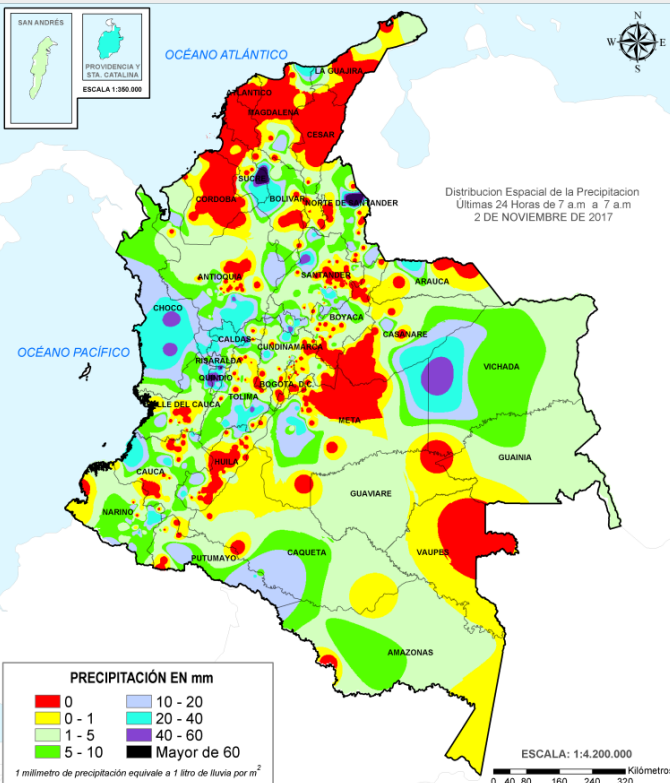 SAN ANDRÉS
PROVIDENCIA Y
STA. CATALINA
ESCALA 1:350.000
OCÉANO ATLÁNTICO
N
W
E
S
LA GUAJIRA
ATLANTICO
MAGDALENA
CESAR
SUCRE
CORDOBA
BOLIVAR
NORTE DE SANTANDER
Distribucion Espacial de la Precipitacion
Últimas 24 Horas de 7 a.m a 7 a.m
2 DE NOVIEMBRE DE 2017
ANTIOQUIA
SANTANDER
ARAUCA
CHOCO
BOYACA
CASANARE
CALDAS
CUNDINAMARCA
OCÉANO PACÍFICO
RISARALDA
VICHADA
QUINDIO
BOGOTA, D.C.
TOLIMA
VALLE DEL CAUCA
META
GUAINIA
HUILA
CAUCA
GUAVIARE
NARINO
VAUPES
CAQUETA
PUTUMAYO
AMAZONAS
PRECIPITACIÓN EN mm
0
0 - 1
1 - 5
5 - 10
10 - 20
20 - 40
40 - 60
Mayor de 60
1 milimetro de precipitación equivale a 1 litro de lluvia por m²
ESCALA: 1:4.200.000
Kilómetros
0 40 80 160 240 320